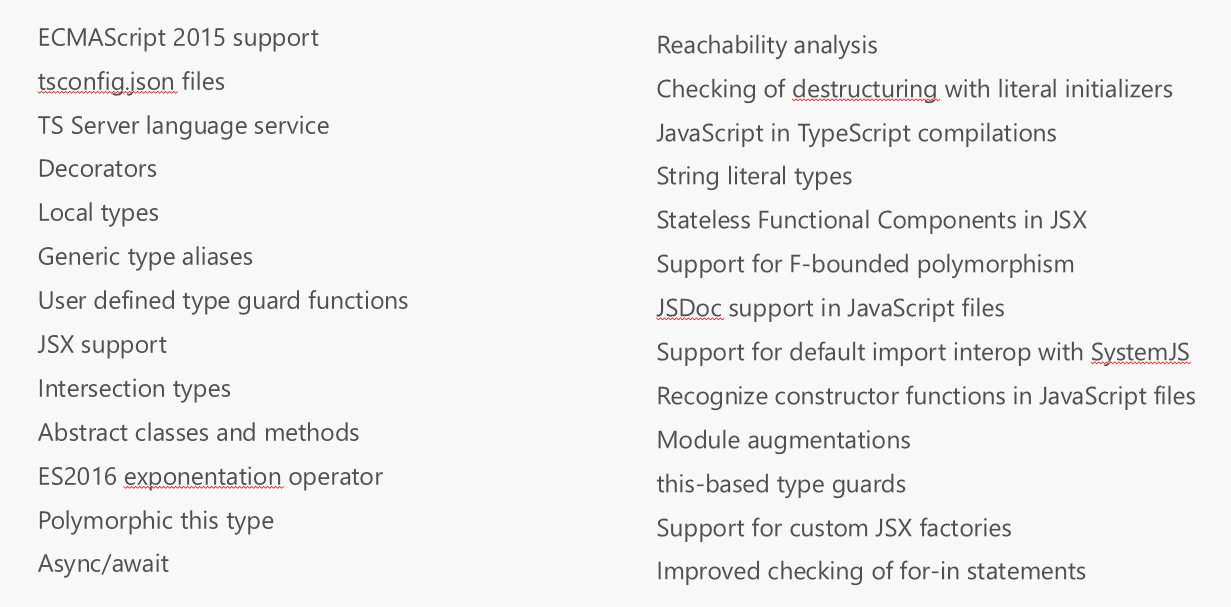 ECMAScript 2015 support
tsconfig.json files
TS Server language service
Decorators
Local types
Generic type aliases
User defined type guard functions
JSX support
Intersection types
Abstract classes and methods
ES2016 exponentation operator
Polymorphic this type
Async/await
Reachability analysis
Checking of destructuring with literal initializers
JavaScript in TypeScript compilations
String literal types
Stateless Functional Components in JSX
Support for F-bounded polymorphism
JSDoc support in JavaScript files
Support for default import interop with SystemJS
Recognize constructor functions in JavaScript files
Module augmentations
this-based type guards
Support for custom JSX factories
Improved checking of for-in statements